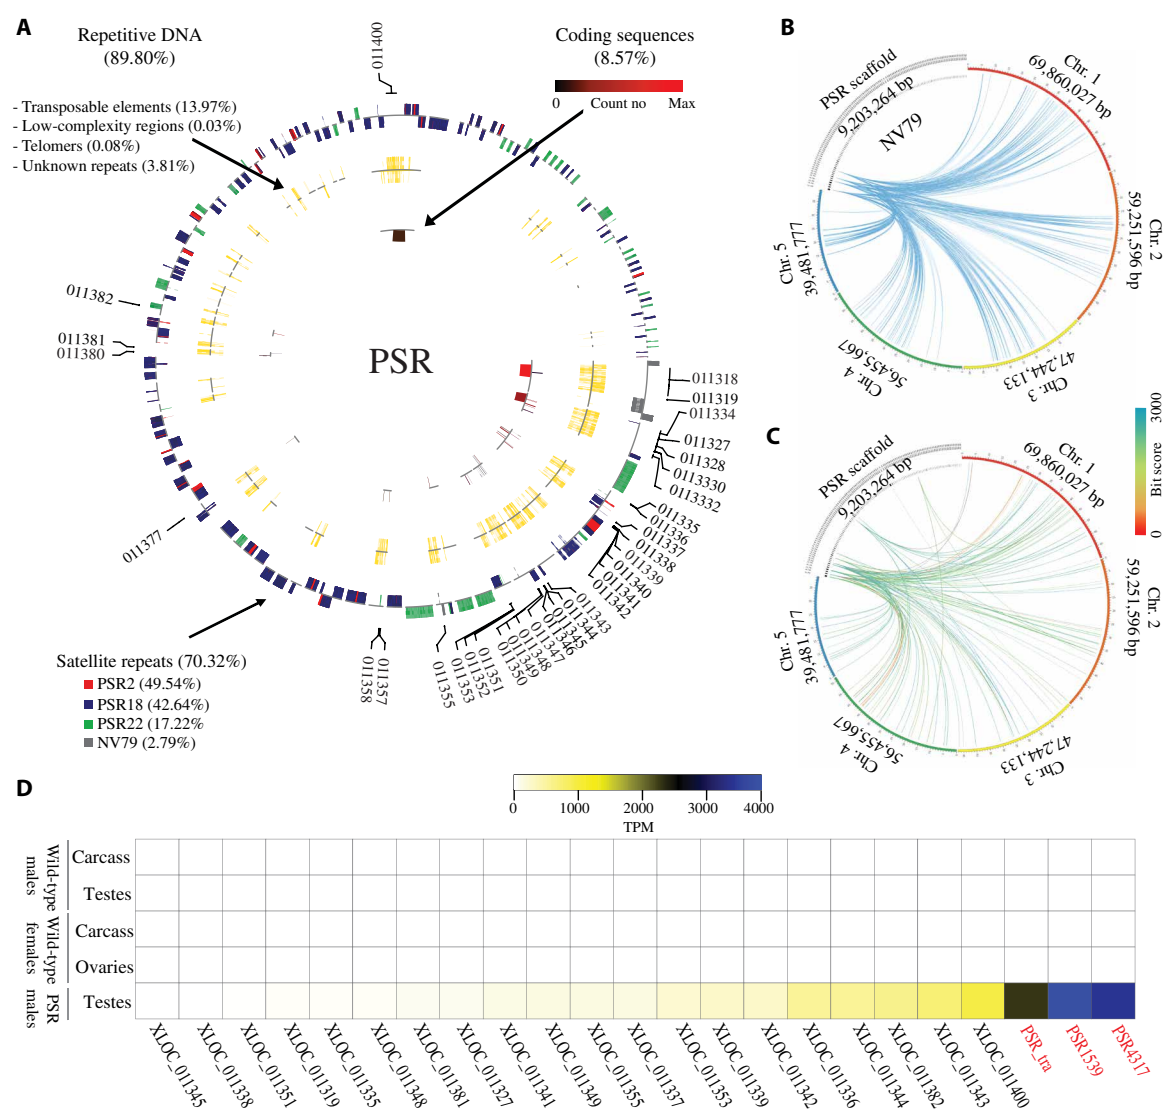 A
Repetitive DNA
(89.80%)
- Transposable elements (13.97%)
- Low-complexity regions (0.03%)
- Telomers (0.08%)
- Unknown repeats (3.81%)
011400
Coding sequences
(8.57%)
0 Count no Max
PSR
011382
011381
011380
011377
011318
011319
011334
011327
011328
0113330
0113332
011335
011336
011337
011338
011339
011340
011341
011342
011343
011344
011345
011346
011347
011348
011349
011350
011351
011352
011353
011355
011357
011358
Satellite repeats (70.32%)
PSR2 (49.54%)
PSR18 (42.64%)
PSR22 (17.22%
NV79 (2.79%)
B
PSR scaffold
9,203,264 bp
NV79
Chr. 1
69,860,027 bp
Chr. 2
59,251,596 bp
Chr. 3
47,244,133
Chr. 4
56,455,667
Chr. 5
39,481,777
C
PSR scaffold
9,203,264 bp
Chr. 1
69,860,027 bp
Chr. 2
59,251,596 bp
Chr. 3
47,244,133
Chr. 4
56,455,667
Chr. 5
39,481,777
3000 Bit score 0
D
0 1000 2000 3000 4000
TPM
Wild-type
males
Carcass
Testes
Wild-type
females
Carcass
Ovaries
PSR
males
Testes
XLOC_011345
XLOC_011338
XLOC_011351
XLOC_011319
XLOC_011335
XLOC_011348
XLOC_011381
XLOC_011327
XLOC_011341
XLOC_011349
XLOC_011355
XLOC_011337
XLOC_011353
XLOC_011339
XLOC_011342
XLOC_011336
XLOC_011344
XLOC_011382
XLOC_011343
XLOC_011400
PSR_tra
PSR1539
PSR4317